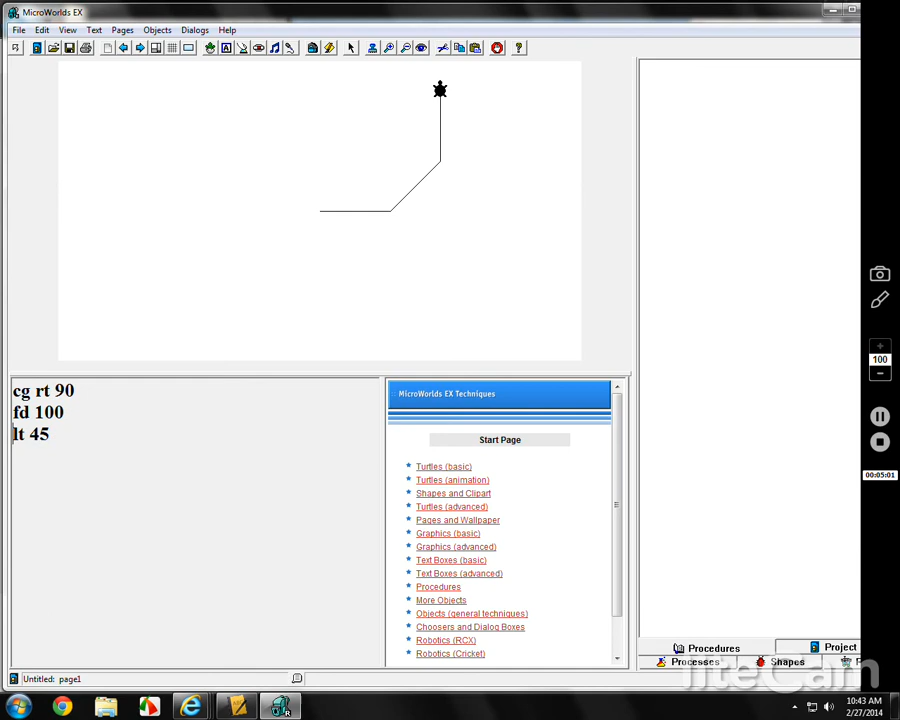 MicroWorlds EX
File Edit View Text Pages Objects Dialogs Help
cg rt 90
fd 100
lt 45
MicroWorlds EX Techniques
Start Page
Turtles (basic)
Turtles (animation)
Shapes and Clipart
Turtles (advanced)
Pages and Wallpaper
Graphics (basic)
Graphics (advanced)
Text Boxes (basic)
Text Boxes (advanced)
Procedures
More Objects
Objects (general techniques)
Choosers and Dialog Boxes
Robotics (RCX)
Robotics (Cricket)
100
00:05:01
Procedures Project
Processes Shapes
liteCam
Untitled: page1
10:43 AM
2/27/2014